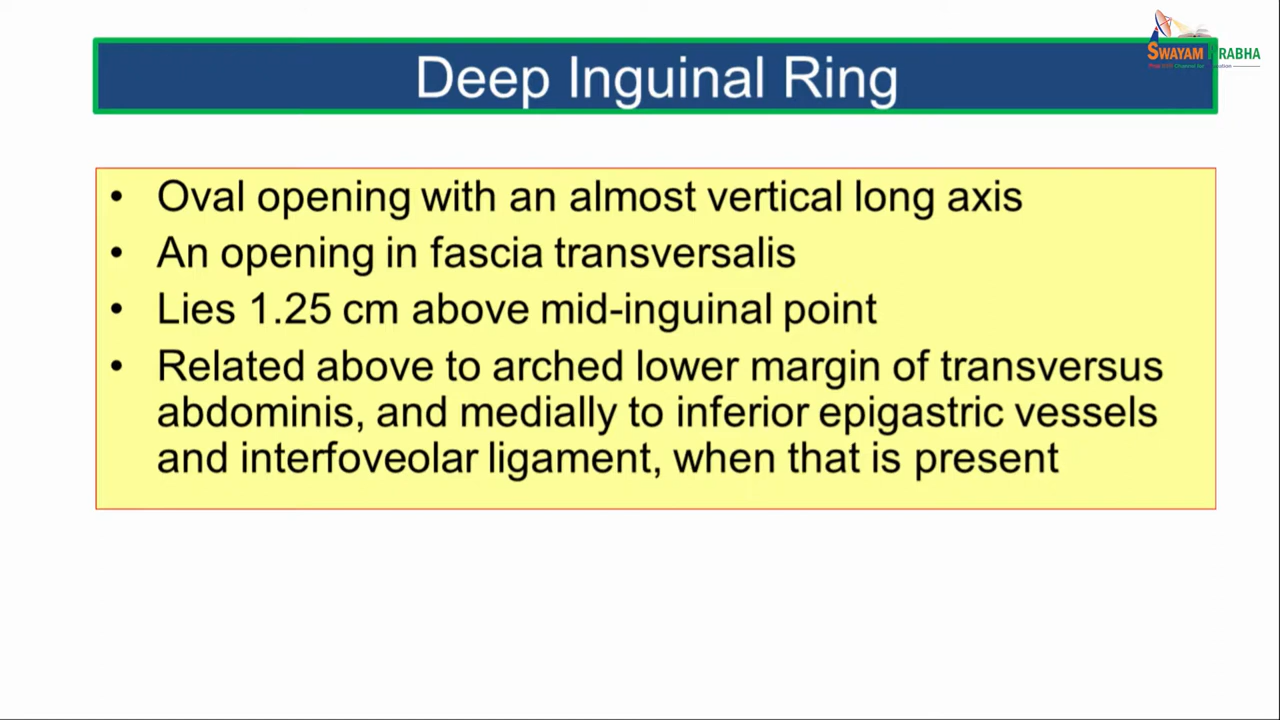 SWAYAM PRABHA
Deep Inguinal Ring
• Oval opening with an almost vertical long axis
• An opening in fascia transversalis
• Lies 1.25 cm above mid-inguinal point
• Related above to arched lower margin of transversus
abdominis, and medially to inferior epigastric vessels
and interfoveolar ligament, when that is present